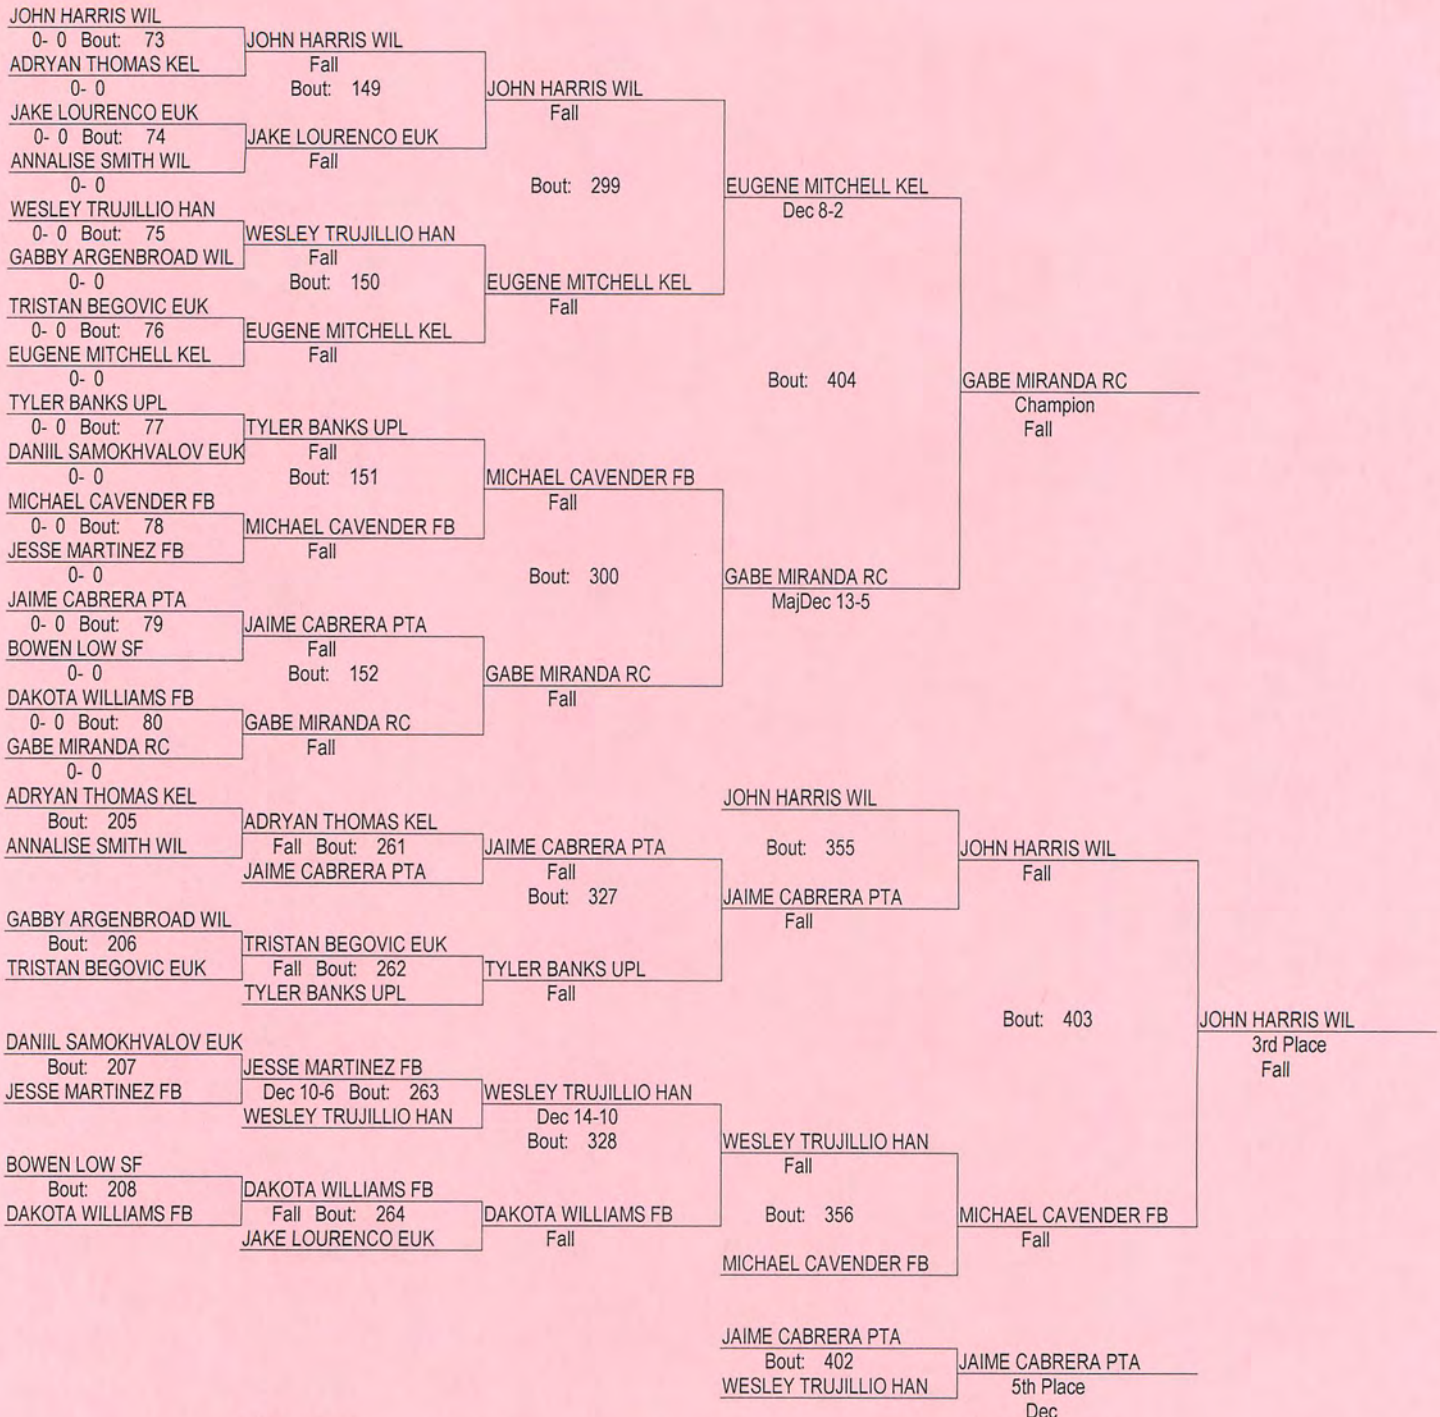 JOHN HARRIS WIL
0- 0 Bout: 73
ADRYAN THOMAS KEL
0- 0
JAKE LOURENCO EUK
0- 0 Bout: 74
ANNALISE SMITH WIL
0- 0
WESLEY TRUJILLIO HAN
0- 0 Bout: 75
GABBY ARGENBROAD WIL
0- 0
TRISTAN BEGOVIC EUK
0- 0 Bout: 76
EUGENE MITCHELL KEL
0- 0
TYLER BANKS UPL
0- 0 Bout: 77
DANIIL SAMOKHVALOV EUK
0- 0
MICHAEL CAVENDER FB
0- 0 Bout: 78
JESSE MARTINEZ FB
0- 0
JAIME CABRERA PTA
0- 0 Bout: 79
BOWEN LOW SF
0- 0
DAKOTA WILLIAMS FB
0- 0 Bout: 80
GABE MIRANDA RC
0- 0
JOHN HARRIS WIL
Fall
Bout: 149
JAKE LOURENCO EUK
Fall
WESLEY TRUJILLIO HAN
Fall
Bout: 150
EUGENE MITCHELL KEL
Fall
TYLER BANKS UPL
Fall
Bout: 151
MICHAEL CAVENDER FB
Fall
JAIME CABRERA PTA
Fall
Bout: 152
GABE MIRANDA RC
Fall
JOHN HARRIS WIL
Fall
Bout: 299
EUGENE MITCHELL KEL
Fall
MICHAEL CAVENDER FB
Fall
Bout: 300
GABE MIRANDA RC
Fall
EUGENE MITCHELL KEL
Dec 8-2
Bout: 404
GABE MIRANDA RC
MajDec 13-5
GABE MIRANDA RC
Champion
Fall
ADRYAN THOMAS KEL
Bout: 205
ANNALISE SMITH WIL
GABBY ARGENBROAD WIL
Bout: 206
TRISTAN BEGOVIC EUK
DANIIL SAMOKHVALOV EUK
Bout: 207
JESSE MARTINEZ FB
BOWEN LOW SF
Bout: 208
DAKOTA WILLIAMS FB
ADRYAN THOMAS KEL
Fall Bout: 261
JAIME CABRERA PTA
TRISTAN BEGOVIC EUK
Fall Bout: 262
TYLER BANKS UPL
JESSE MARTINEZ FB
Dec 10-6 Bout: 263
WESLEY TRUJILLIO HAN
DAKOTA WILLIAMS FB
Fall Bout: 264
JAKE LOURENCO EUK
JAIME CABRERA PTA
Fall
Bout: 327
TYLER BANKS UPL
Fall
WESLEY TRUJILLIO HAN
Dec 14-10
Bout: 328
DAKOTA WILLIAMS FB
Fall
JOHN HARRIS WIL
Bout: 355
JAIME CABRERA PTA
Fall
WESLEY TRUJILLIO HAN
Fall
Bout: 356
MICHAEL CAVENDER FB
JOHN HARRIS WIL
Fall
Bout: 403
MICHAEL CAVENDER FB
Fall
JOHN HARRIS WIL
3rd Place
Fall
JAIME CABRERA PTA
Bout: 402
WESLEY TRUJILLIO HAN
JAIME CABRERA PTA
5th Place
Dec